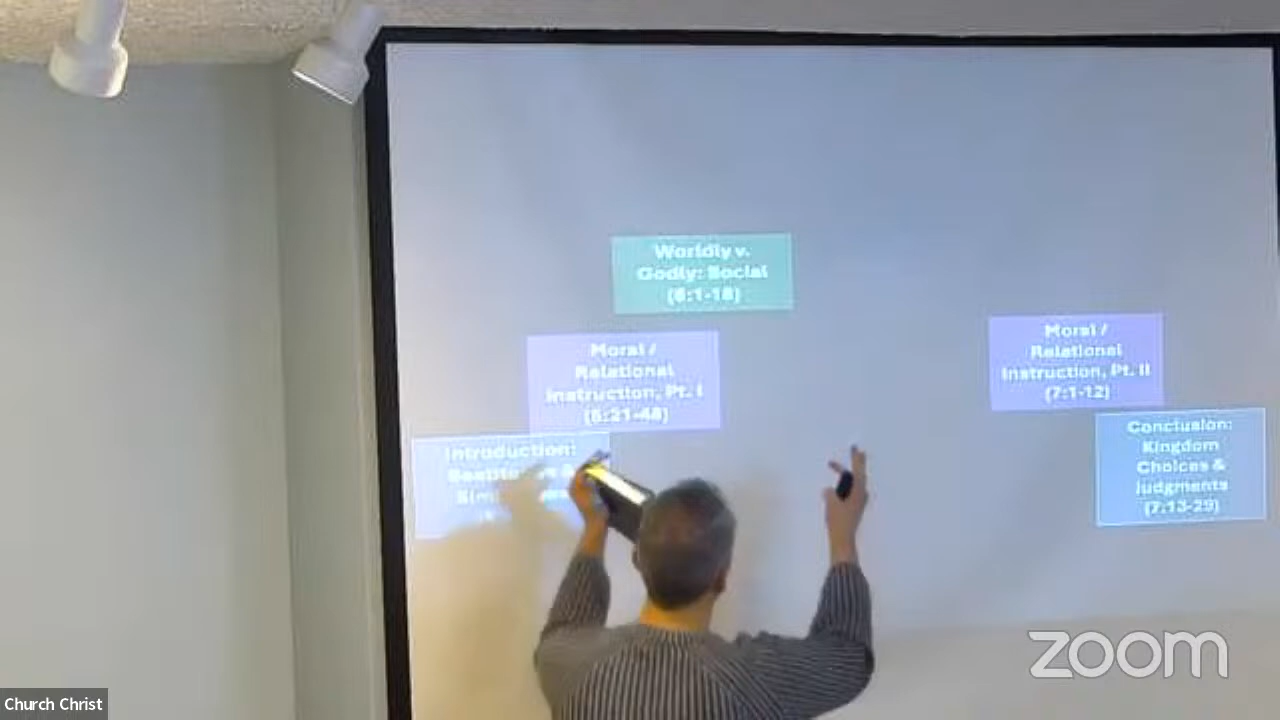 Worldly v.
Godly: Social
(6:1-18)
Moral /
Relational
Instruction, Pt. I
(5:21-48)
Moral /
Relational
Instruction, Pt. II
(7:1-12)
Introduction:
Conclusion:
Kingdom
Choices &
Judgments
(7:13-29)
zoom
Church Christ